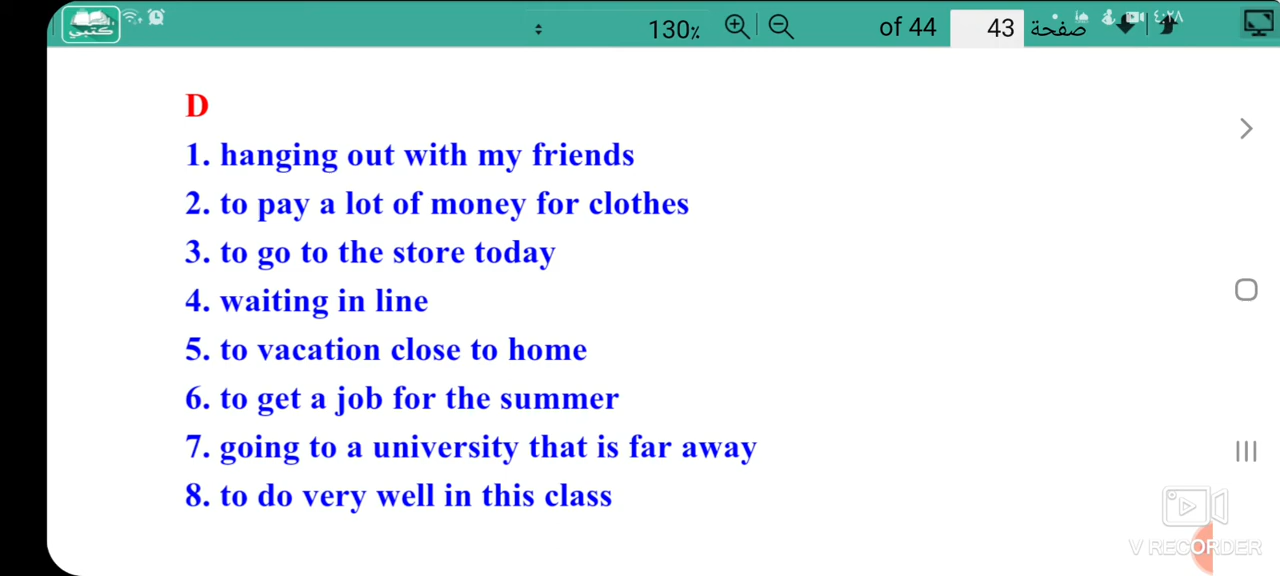 كتبي 130٪ of 44 43 صفحة ٤:٠٢٨
D
1. hanging out with my friends
2. to pay a lot of money for clothes
3. to go to the store today
4. waiting in line
5. to vacation close to home
6. to get a job for the summer
7. going to a university that is far away
8. to do very well in this class
V RECORDER